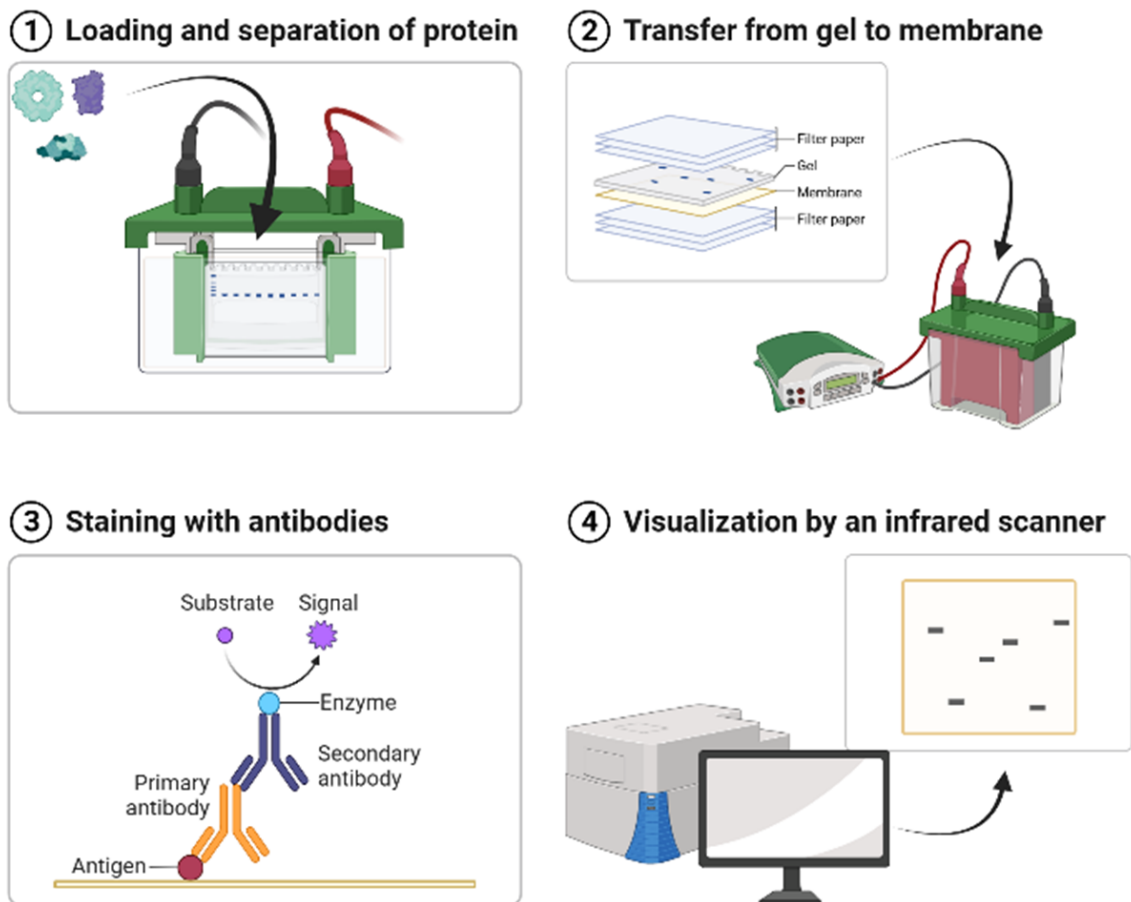 1 Loading and separation of protein
2 Transfer from gel to membrane
Filter paper
Gel
Membrane
Filter paper
3 Staining with antibodies
Substrate
Signal
Enzyme
Secondary
antibody
Primary
antibody
Antigen
4 Visualization by an infrared scanner